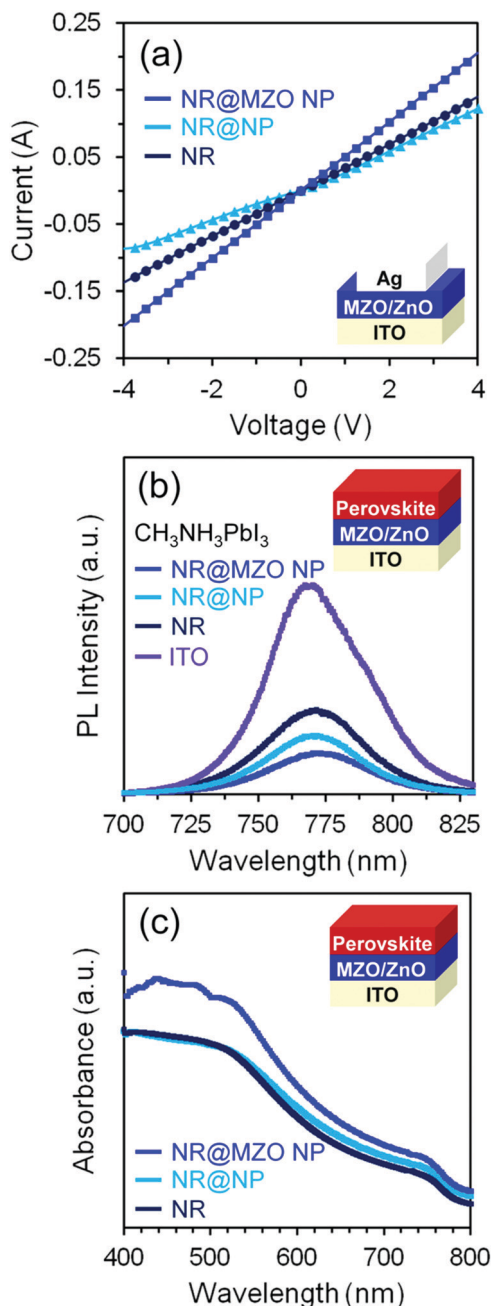 (a)
0.25
0.15
0.05
-0.05
-0.15
-0.25
Current (A)
NR@MZO NP
NR@NP
NR
Ag
MZO/ZnO
ITO
-4
-2
0
2
4
Voltage (V)
(b)
PL Intensity (a.u.)
CH₃NH₃PbI₃
NR@MZO NP
NR@NP
NR
ITO
Perovskite
MZO/ZnO
ITO
700
725
750
775
800
825
Wavelength (nm)
(c)
Absorbance (a.u.)
Perovskite
MZO/ZnO
ITO
NR@MZO NP
NR@NP
NR
400
500
600
700
800
Wavelength (nm)